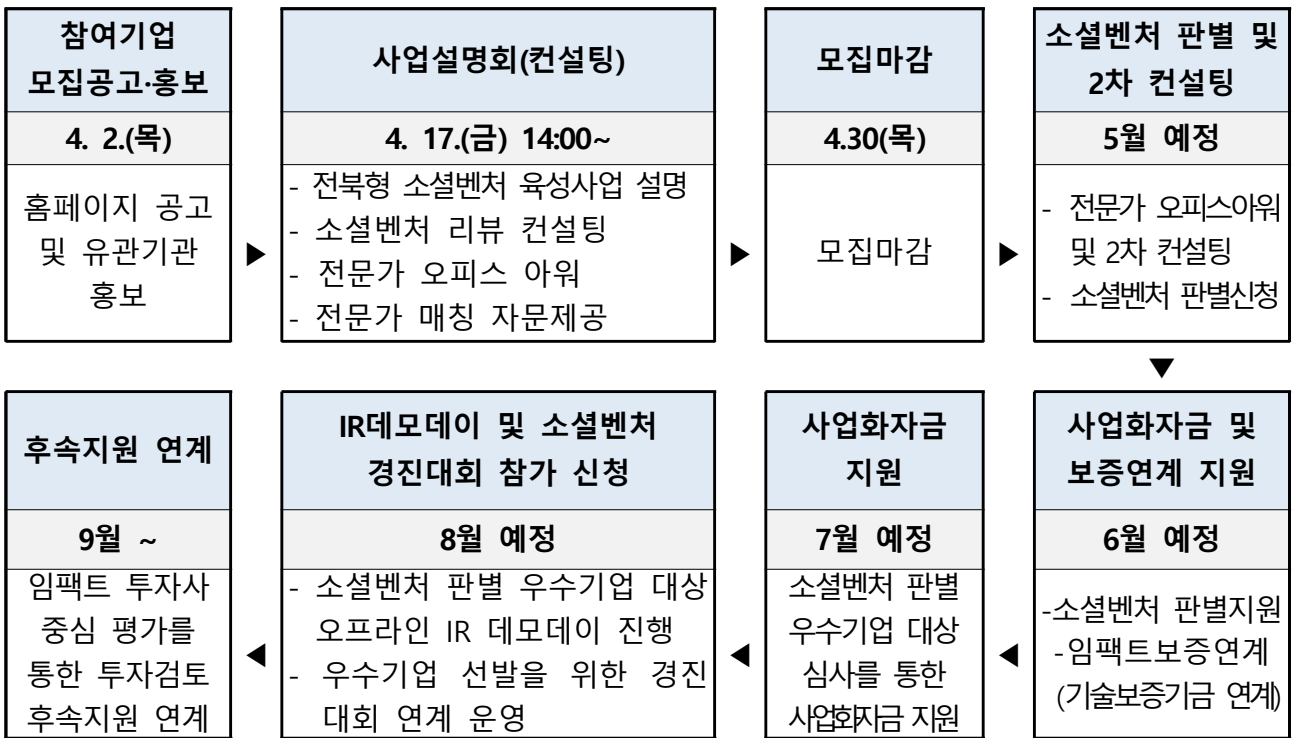 참여기업
모집공고·홍보
4. 2.(목)
홈페이지 공고
및 유관기관
홍보
▶
사업설명회(컨설팅)
4. 17.(금) 14:00~
- 전북형 소셜벤처 육성사업 설명
- 소셜벤처 리뷰 컨설팅
- 전문가 오피스 아워
- 전문가 매칭 자문제공
▶
모집마감
4.30(목)
모집마감
▶
소셜벤처 판별 및
2차 컨설팅
5월 예정
- 전문가 오피스아워
및 2차 컨설팅
- 소셜벤처 판별신청
▼
사업화자금 및
보증연계 지원
6월 예정
-소셜벤처 판별지원
-임팩트보증연계
(기술보증기금 연계)
◀
사업화자금
지원
7월 예정
소셜벤처 판별
우수기업 대상
심사를 통한
사업화자금 지원
◀
IR데모데이 및 소셜벤처
경진대회 참가 신청
8월 예정
- 소셜벤처 판별 우수기업 대상
오프라인 IR 데모데이 진행
- 우수기업 선발을 위한 경진
대회 연계 운영
◀
후속지원 연계
9월 ~
임팩트 투자사
중심 평가를
통한 투자검토
후속지원 연계